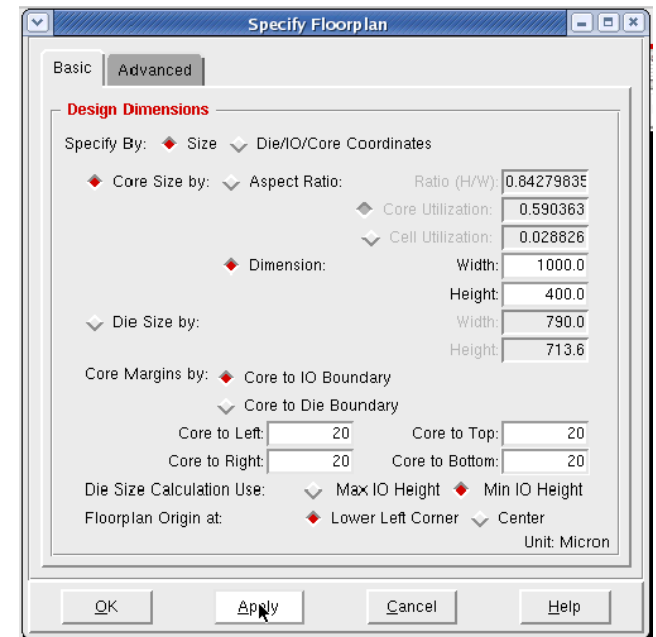 Specify Floorplan
Basic Advanced
Design Dimensions
Specify By: Size Die/IO/Core Coordinates
Core Size by: Aspect Ratio: Ratio (H/W): 0.84279835
Core Utilization: 0.590363
Cell Utilization: 0.028826
Dimension: Width: 1000.0
Height: 400.0
Die Size by: Width: 790.0
Height: 713.6
Core Margins by: Core to IO Boundary
Core to Die Boundary
Core to Left: 20 Core to Top: 20
Core to Right: 20 Core to Bottom: 20
Die Size Calculation Use: Max IO Height Min IO Height
Floorplan Origin at: Lower Left Corner Center
Unit: Micron
OK Apply Cancel Help